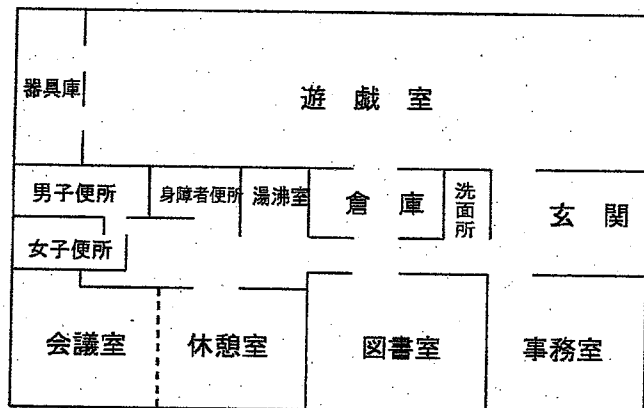 器具庫
遊戯室
男子便所
身障者便所
湯沸室
倉庫
洗面所
玄関
女子便所
会議室
休憩室
図書室
事務室